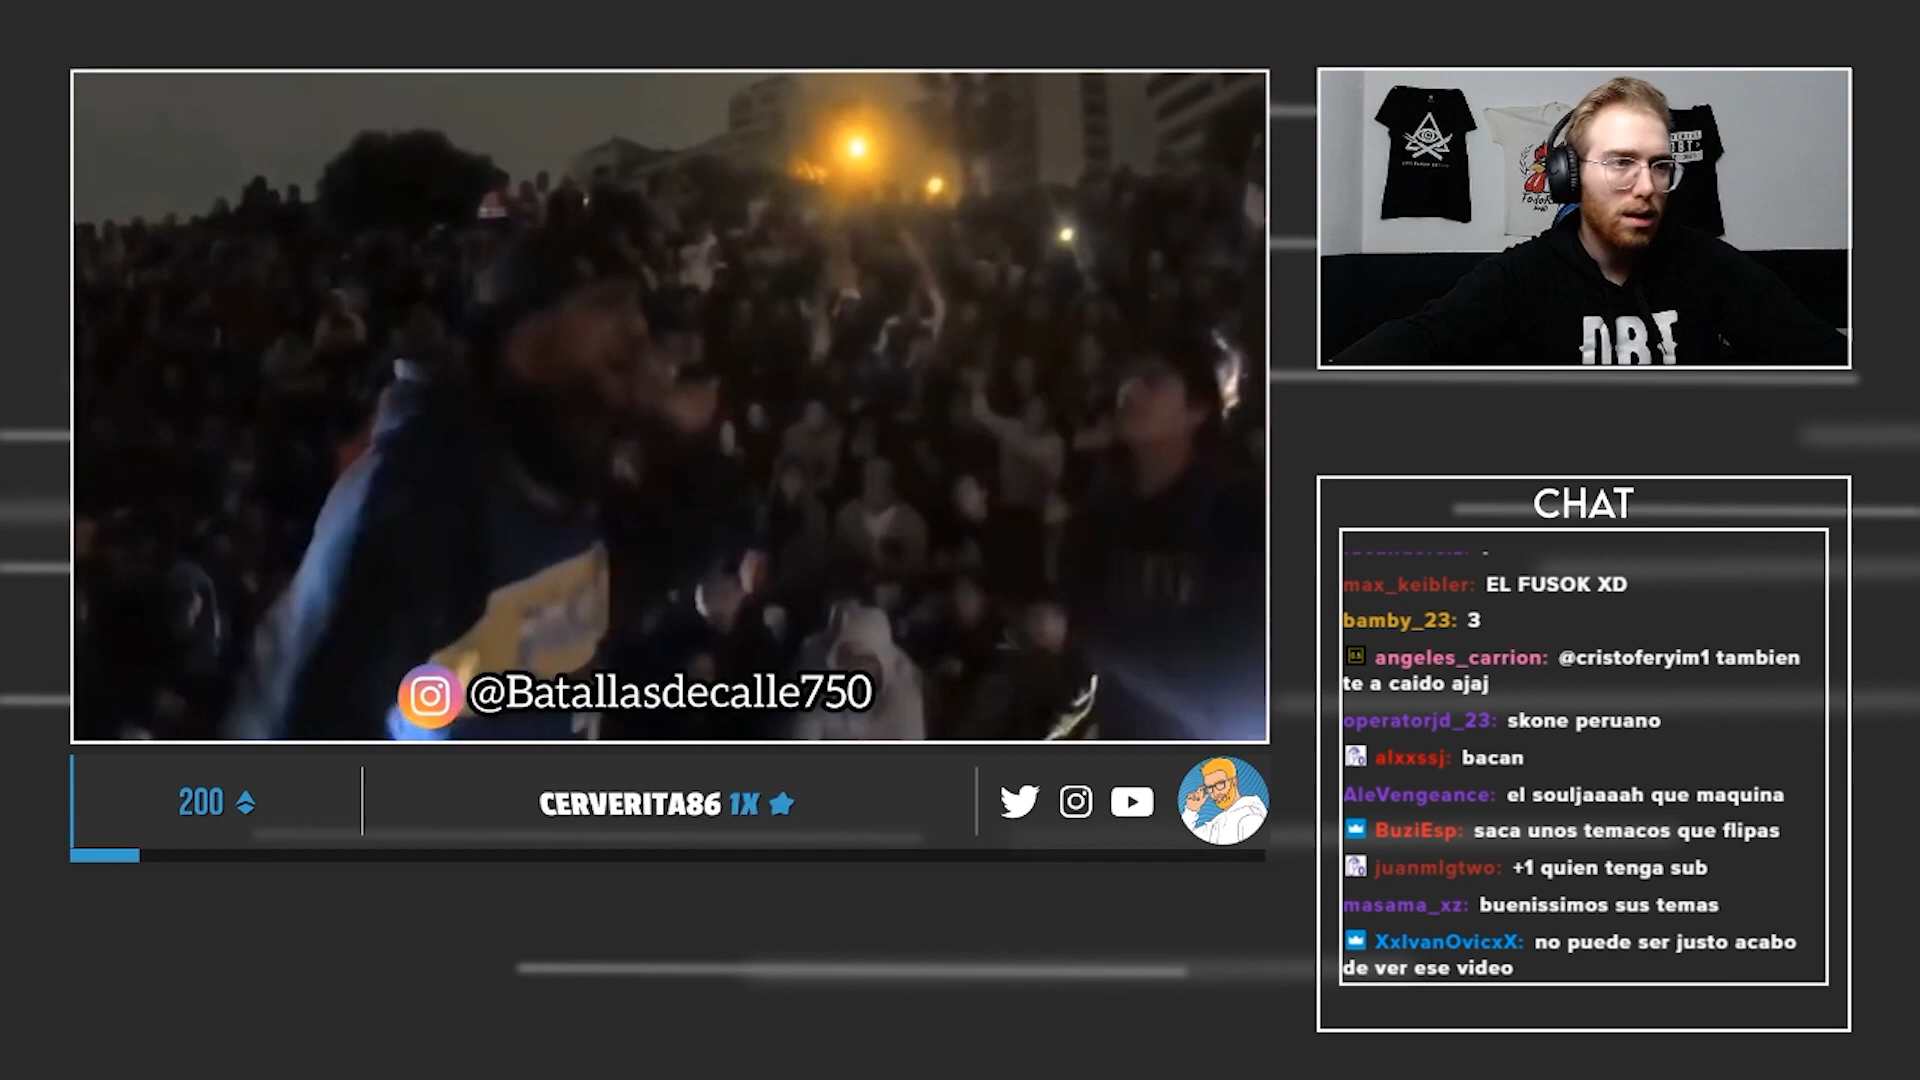 @Batallasdecalle750
200
CERVERITA86 1X
DBT
CHAT
max_keibler: EL FUSOK XD
bamby_23: 3
angeles_carrion: @cristoferyim1 tambien
te a caido ajaj
operatorjd_23: skone peruano
alxxssj: bacan
AleVengeance: el souljaaaah que maquina
BuziEsp: saca unos temacos que flipas
juanmlgtwo: +1 quien tenga sub
masama_xz: buenissimos sus temas
XxIvanOvicxX: no puede ser justo acabo
de ver ese video